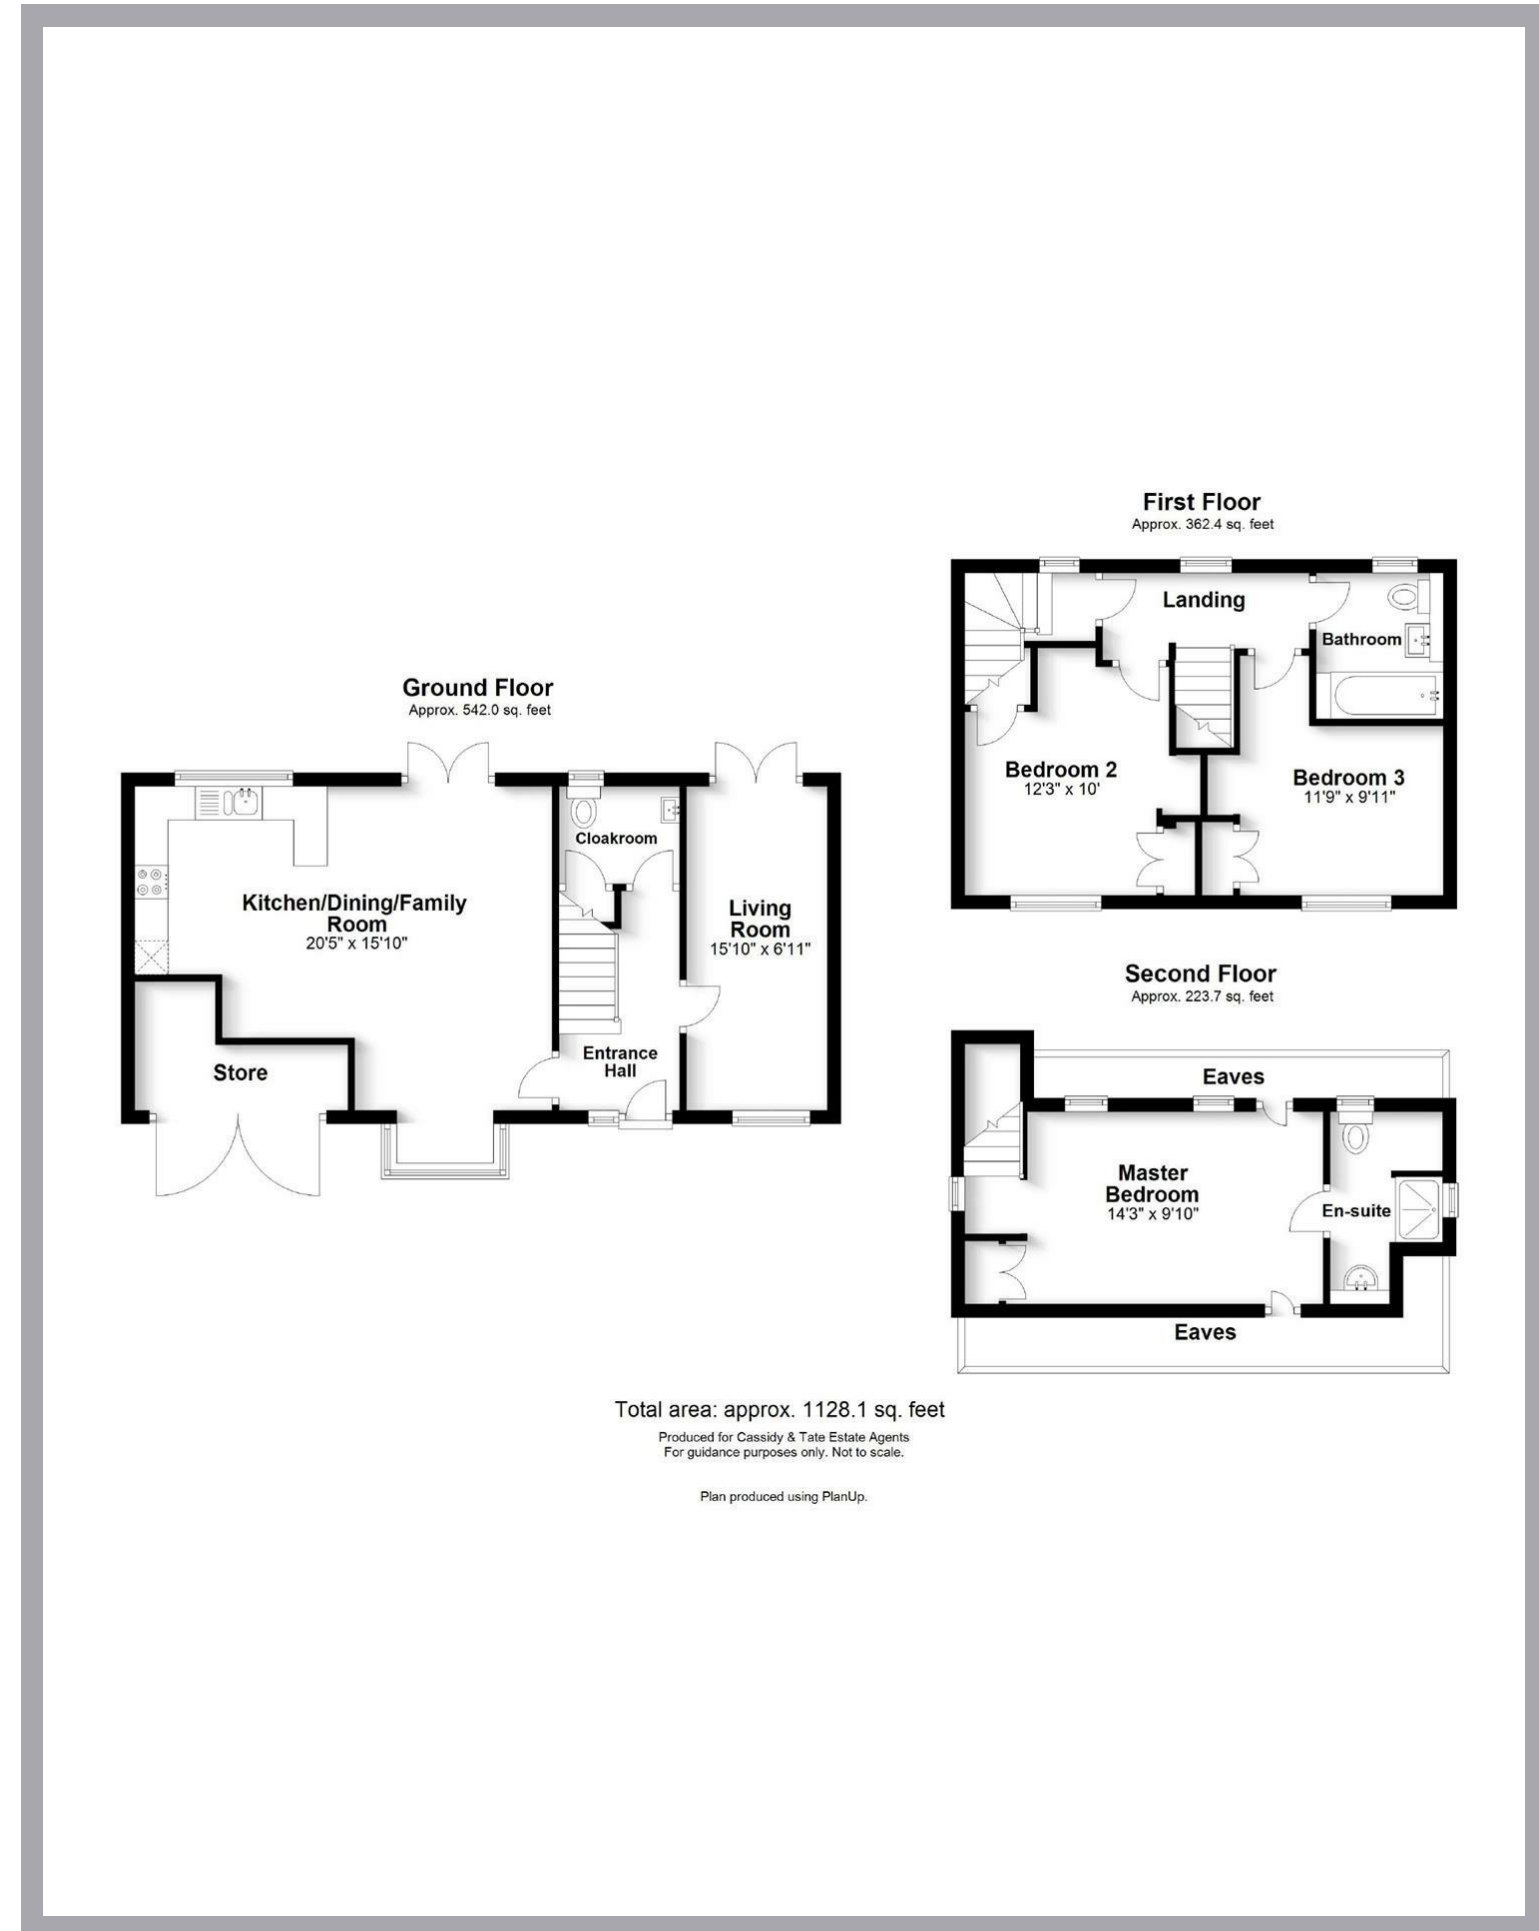 Ground Floor
Approx. 542.0 sq. feet
Kitchen/Dining/Family
Room
20'5" x 15'10"
Cloakroom
Living
Room
15'10" x 6'11"
Entrance
Hall
Store
First Floor
Approx. 362.4 sq. feet
Landing
Bathroom
Bedroom 2
12'3" x 10'
Bedroom 3
11'9" x 9'11"
Second Floor
Approx. 223.7 sq. feet
Eaves
Master
Bedroom
14'3" x 9'10"
En-suite
Eaves
Total area: approx. 1128.1 sq. feet
Produced for Cassidy & Tate Estate Agents
For guidance purposes only. Not to scale.
Plan produced using PlanUp.